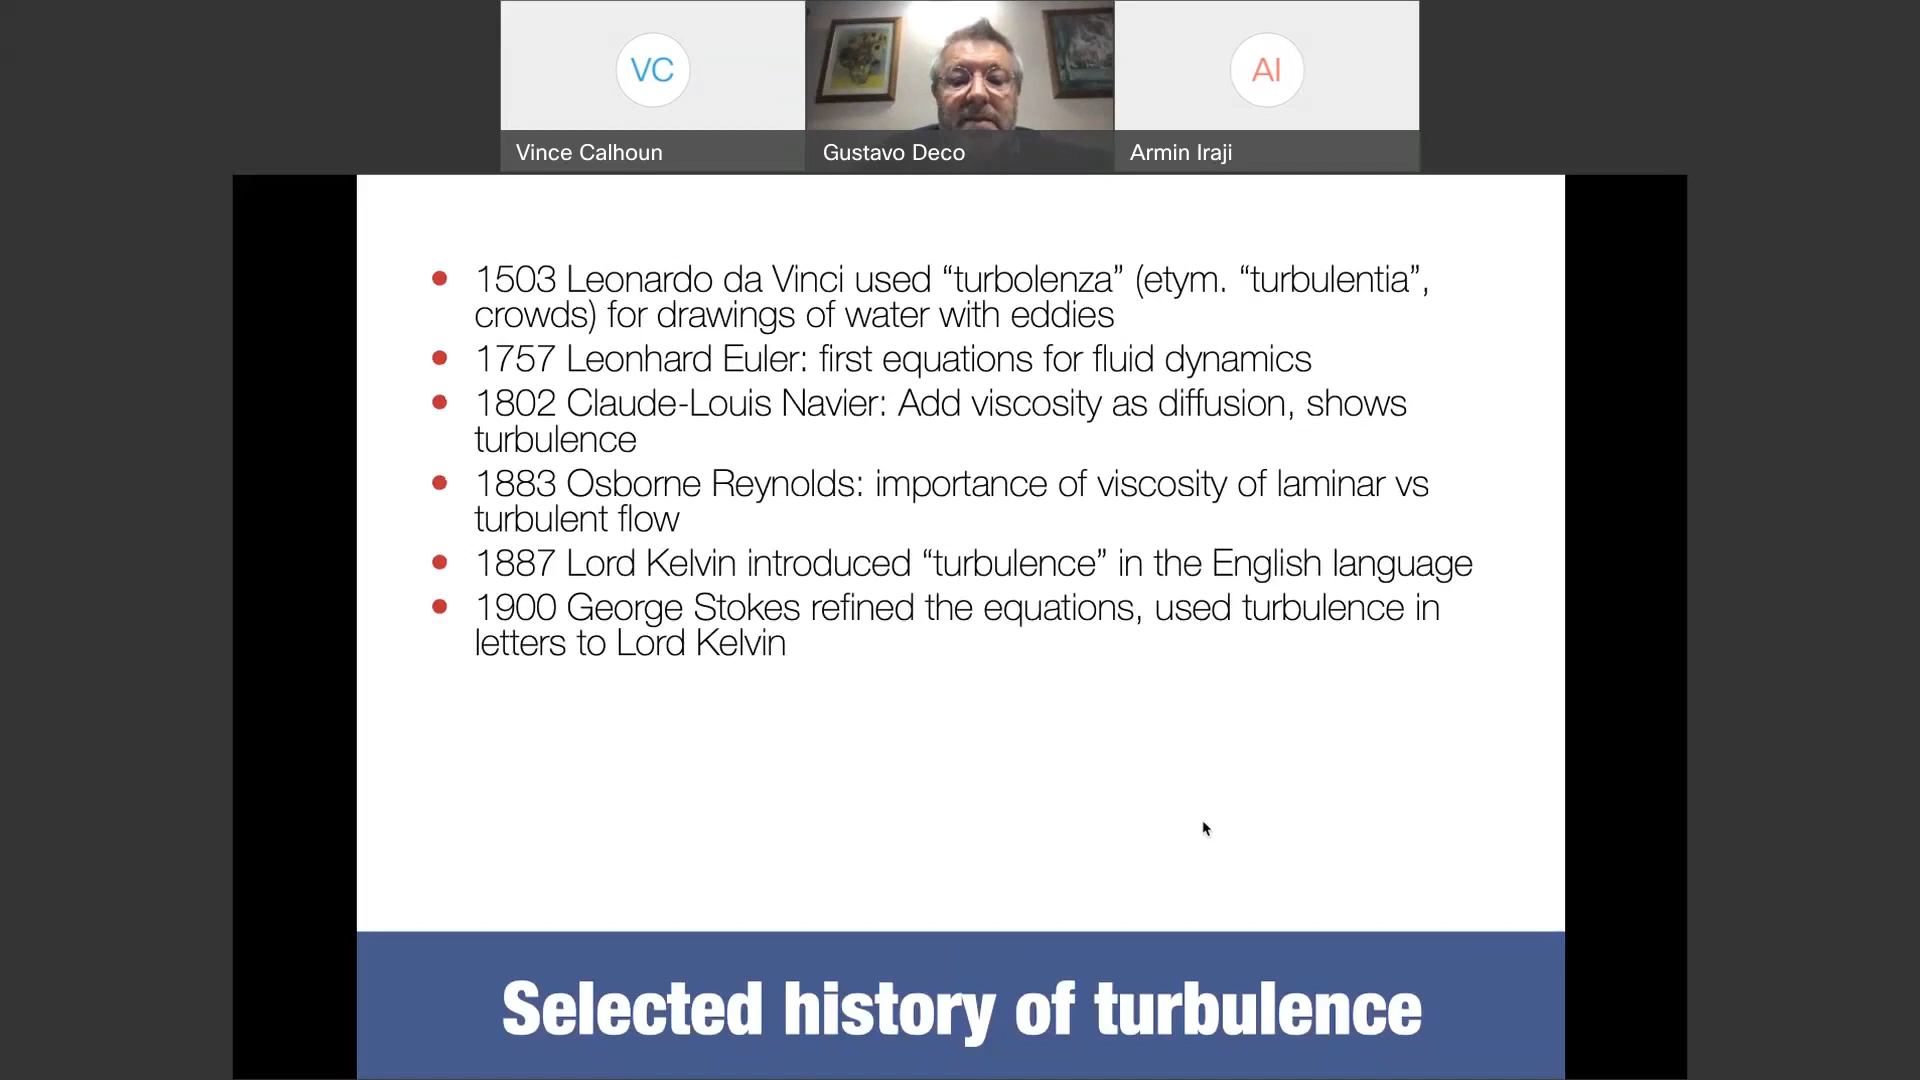 VC
AI
Vince Calhoun
Gustavo Deco
Armin Iraji
• 1503 Leonardo da Vinci used “turbolenza” (etym. “turbulentia”,
crowds) for drawings of water with eddies
• 1757 Leonhard Euler: first equations for fluid dynamics
• 1802 Claude-Louis Navier: Add viscosity as diffusion, shows
turbulence
• 1883 Osborne Reynolds: importance of viscosity of laminar vs
turbulent flow
• 1887 Lord Kelvin introduced “turbulence” in the English language
• 1900 George Stokes refined the equations, used turbulence in
letters to Lord Kelvin
Selected history of turbulence